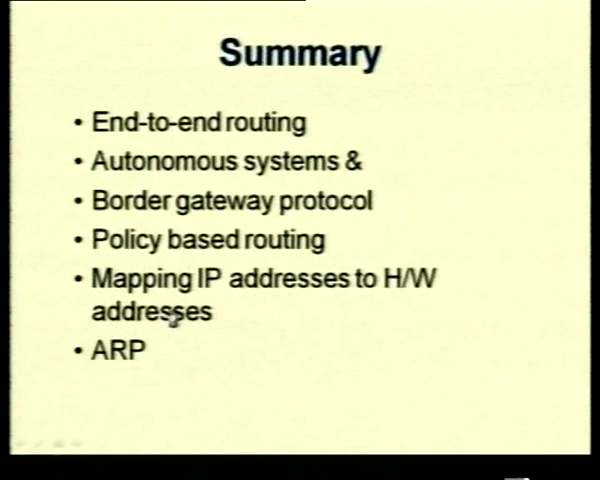 Summary
• End-to-end routing
• Autonomous systems &
• Border gateway protocol
• Policy based routing
• Mapping IP addresses to H/W
addresses
• ARP